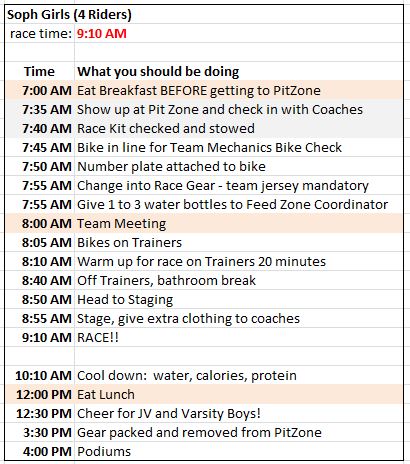 Soph Girls (4 Riders)
race time: 9:10 AM
Time What you should be doing
7:00 AM Eat Breakfast BEFORE getting to PitZone
7:35 AM Show up at Pit Zone and check in with Coaches
7:40 AM Race Kit checked and stowed
7:45 AM Bike in line for Team Mechanics Bike Check
7:50 AM Number plate attached to bike
7:55 AM Change into Race Gear - team jersey mandatory
7:55 AM Give 1 to 3 water bottles to Feed Zone Coordinator
8:00 AM Team Meeting
8:05 AM Bikes on Trainers
8:10 AM Warm up for race on Trainers 20 minutes
8:40 AM Off Trainers, bathroom break
8:50 AM Head to Staging
8:55 AM Stage, give extra clothing to coaches
9:10 AM RACE!!
10:10 AM Cool down: water, calories, protein
12:00 PM Eat Lunch
12:30 PM Cheer for JV and Varsity Boys!
3:30 PM Gear packed and removed from PitZone
4:00 PM Podiums